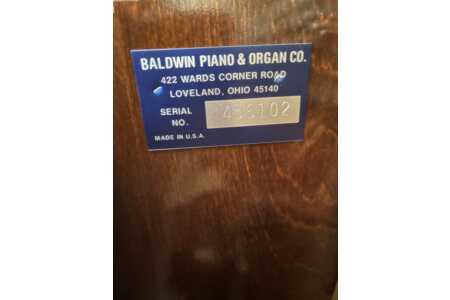 BALDWIN PIANO & ORGAN CO.
422 WARDS CORNER ROAD
LOVELAND, OHIO 45140
SERIAL
NO.
MADE IN U.S.A.